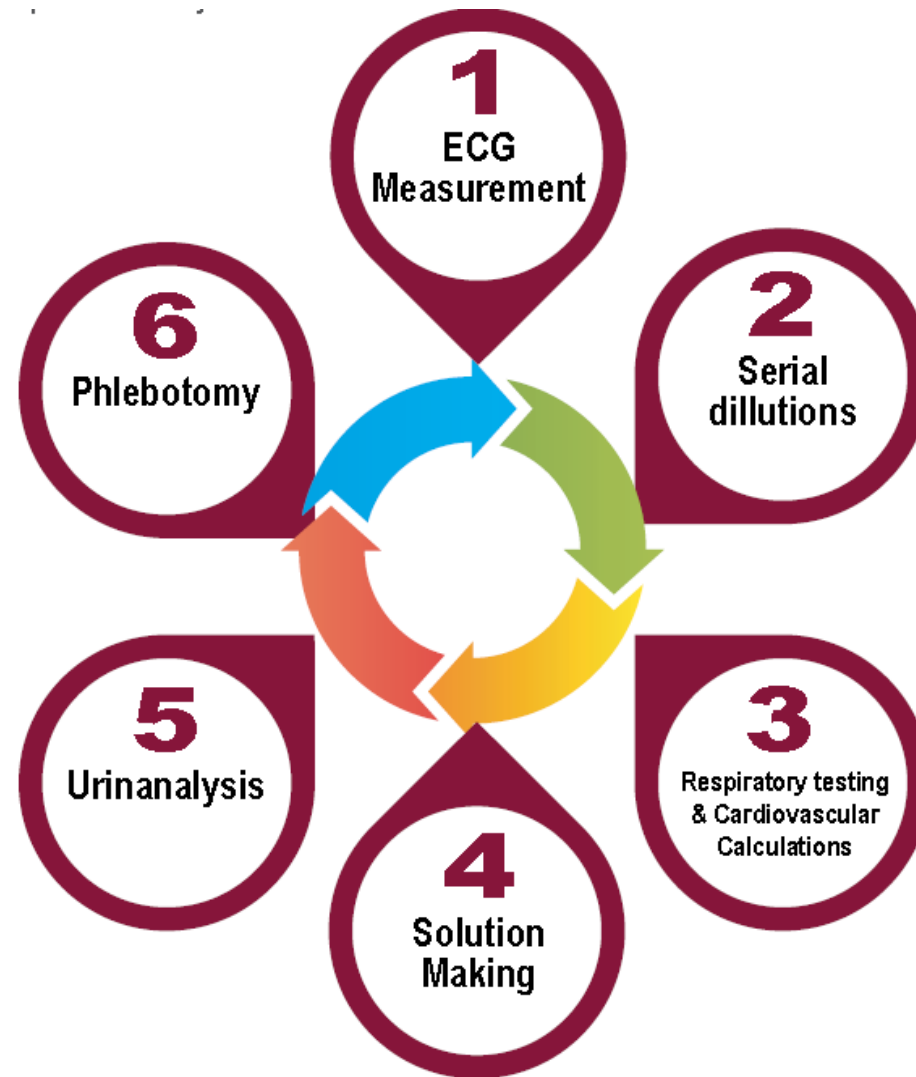 1
ECG
Measurement
2
Serial
dillutions
3
Respiratory testing
& Cardiovascular
Calculations
4
Solution
Making
5
Urinanalysis
6
Phlebotomy